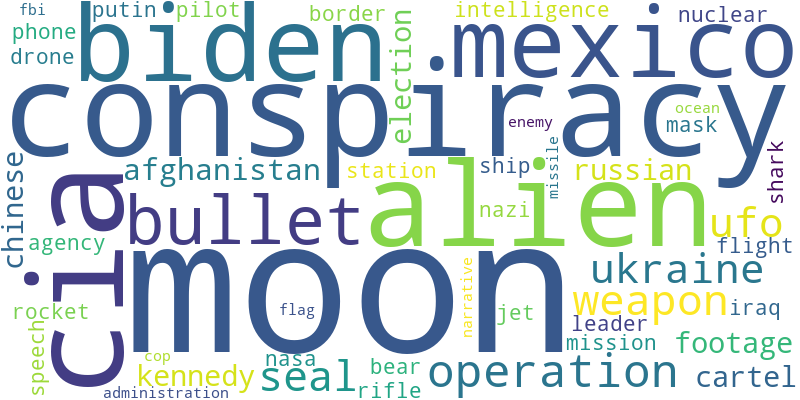 fbi putin pilot border intelligence nuclear
phone biden election mexico
drone
conspiracy
ocean
enemy mask
chinese afghanistan station ship missile russian shark
cia bullet alien
nazi ufo
agency flight
moon ukraine
narrative weapon iraq
rocket flag jet leader
speech mission footage
cop nasa bear
kennedy seal operation cartel
administration rifle